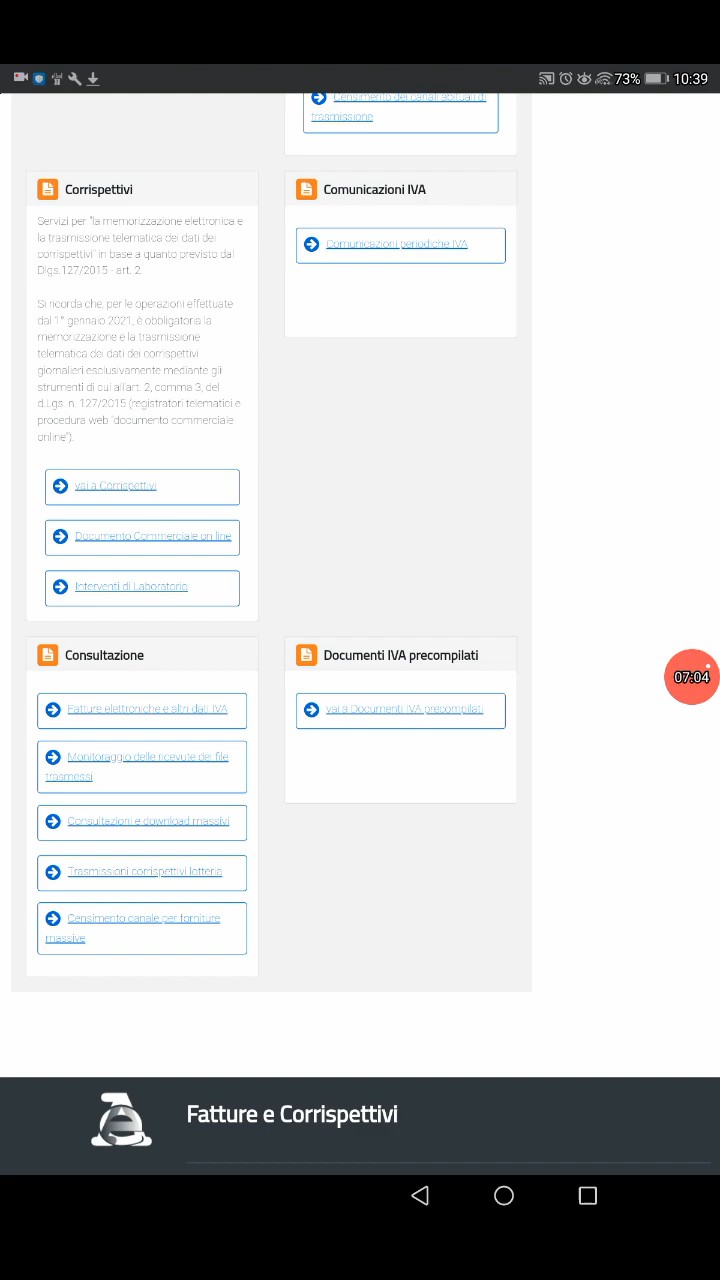 73% 10:39
Censimento dei canali abituali di
trasmissione
Corrispettivi
Servizi per "la memorizzazione elettronica e
la trasmissione telematica dei dati dei
corrispettivi" in base a quanto previsto dal
Dlgs.127/2015 - art. 2.
Si ricorda che, per le operazioni effettuate
dal 1° gennaio 2021, è obbligatoria la
memorizzazione e la trasmissione
telematica dei dati dei corrispettivi
giornalieri esclusivamente mediante gli
strumenti di cui all'art. 2, comma 3, del
d.Lgs. n. 127/2015 (registratori telematici e
procedura web "documento commerciale
online").
vai a Corrispettivi
Documento Commerciale on line
Interventi di Laboratorio
Comunicazioni IVA
Comunicazioni periodiche IVA
07:04
Consultazione
Fatture elettroniche e altri dati IVA
Monitoraggio delle ricevute dei file
trasmessi
Consultazioni e download massivi
Trasmissioni corrispettivi lotteria
Censimento canale per forniture
massive
Documenti IVA precompilati
vai a Documenti IVA precompilati
Fatture e Corrispettivi